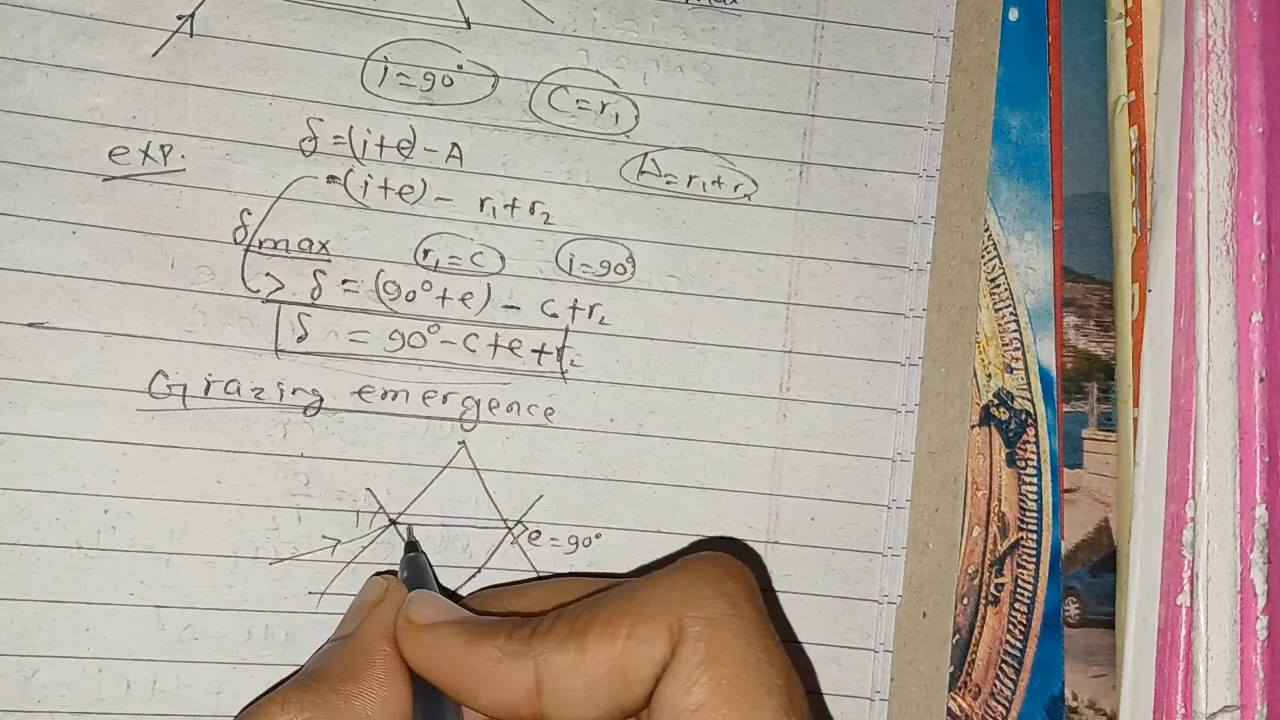 i=90°
C=r₁
exp.
δ=(i+e)-A
A=r₁+r₂
=(i+e)- r₁+r₂
δmax
r₁=C
i=90°
δ=(90°+e)- C+r₂
δ = 90°-C+e+r₂
Grazing emergence
i
e=90°